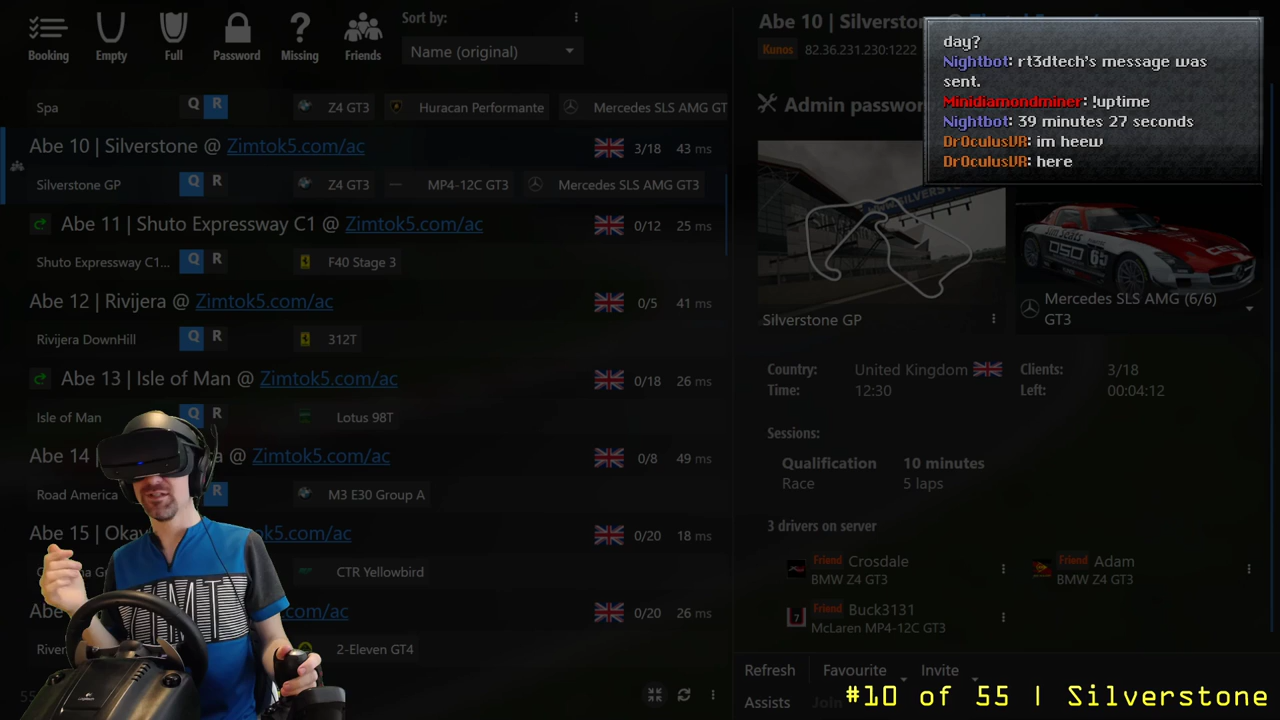 Booking
Empty
Full
Password
Missing
Friends
Sort by:
Name (original)
Spa
Q R
Z4 GT3
Huracan Performante
Mercedes SLS AMG GT
Abe 10 | Silverstone @ Zimtok5.com/ac
3/18
43 ms
Silverstone GP
Q R
Z4 GT3
MP4-12C GT3
Mercedes SLS AMG GT3
Abe 11 | Shuto Expressway C1 @ Zimtok5.com/ac
0/12
25 ms
Shuto Expressway C1...
Q R
F40 Stage 3
Abe 12 | Rivijera @ Zimtok5.com/ac
0/5
41 ms
Rivijera DownHill
Q R
312T
Abe 13 | Isle of Man @ Zimtok5.com/ac
0/18
26 ms
Isle of Man
Q R
Lotus 98T
Abe 14 @ Zimtok5.com/ac
0/8
49 ms
Road America
R
M3 E30 Group A
Abe 15 | Okay
ok5.com/ac
0/20
18 ms
CTR Yellowbird
.com/ac
0/20
26 ms
2-Eleven GT4
Abe 10 | Silverstone
Kunos
82.36.231.230:1222
Admin password
day?
Nightbot: rt3dtech's message was
sent.
Minidiamondminer: !uptime
Nightbot: 39 minutes 27 seconds
DrOculusVR: im heew
DrOculusVR: here
Silverstone GP
Mercedes SLS AMG (6/6)
GT3
Country: United Kingdom
Clients: 3/18
Time: 12:30
Left: 00:04:12
Sessions:
Qualification 10 minutes
Race 5 laps
3 drivers on server
Friend Crosdale
BMW Z4 GT3
Friend Adam
BMW Z4 GT3
Friend Buck3131
McLaren MP4-12C GT3
Refresh
Favourite
Invite
Assists
Join
#10 of 55 | Silverstone